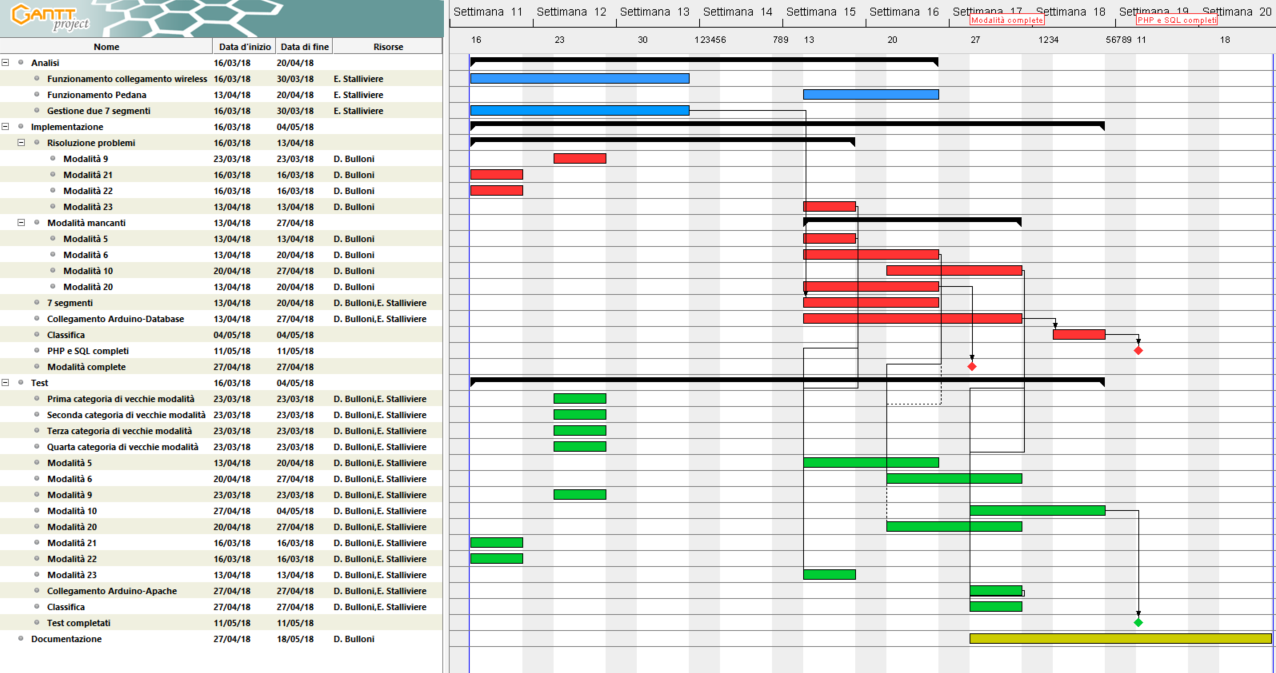 GANTT
project
Nome Data d'inizio Data di fine Risorse
Settimana 11 Settimana 12 Settimana 13 Settimana 14 Settimana 15 Settimana 16 Settimana 17 Settimana 18 Settimana 19 Settimana 20
Modalità complete PHP e SQL completi
16 23 30 123456 789 13 20 27 1234 56789 11 18
Analisi 16/03/18 20/04/18
Funzionamento collegamento wireless 16/03/18 30/03/18 E. Stalliviere
Funzionamento Pedana 13/04/18 20/04/18 E. Stalliviere
Gestione due 7 segmenti 16/03/18 30/03/18 E. Stalliviere
Implementazione 16/03/18 04/05/18
Risoluzione problemi 16/03/18 13/04/18
Modalità 9 23/03/18 23/03/18 D. Bulloni
Modalità 21 16/03/18 16/03/18 D. Bulloni
Modalità 22 16/03/18 16/03/18 D. Bulloni
Modalità 23 13/04/18 13/04/18 D. Bulloni
Modalità mancanti 13/04/18 27/04/18
Modalità 5 13/04/18 13/04/18 D. Bulloni
Modalità 6 13/04/18 20/04/18 D. Bulloni
Modalità 10 20/04/18 27/04/18 D. Bulloni
Modalità 20 13/04/18 20/04/18 D. Bulloni
7 segmenti 13/04/18 20/04/18 D. Bulloni,E. Stalliviere
Collegamento Arduino-Database 13/04/18 27/04/18 D. Bulloni,E. Stalliviere
Classifica 04/05/18 04/05/18 D. Bulloni,E. Stalliviere
PHP e SQL completi 11/05/18 11/05/18
Modalità complete 27/04/18 27/04/18
Test 16/03/18 04/05/18
Prima categoria di vecchie modalità 23/03/18 23/03/18 D. Bulloni,E. Stalliviere
Seconda categoria di vecchie modalità 23/03/18 23/03/18 D. Bulloni,E. Stalliviere
Terza categoria di vecchie modalità 23/03/18 23/03/18 D. Bulloni,E. Stalliviere
Quarta categoria di vecchie modalità 23/03/18 23/03/18 D. Bulloni,E. Stalliviere
Modalità 5 13/04/18 20/04/18 D. Bulloni,E. Stalliviere
Modalità 6 20/04/18 27/04/18 D. Bulloni,E. Stalliviere
Modalità 9 23/03/18 23/03/18 D. Bulloni,E. Stalliviere
Modalità 10 27/04/18 04/05/18 D. Bulloni,E. Stalliviere
Modalità 20 20/04/18 27/04/18 D. Bulloni,E. Stalliviere
Modalità 21 16/03/18 16/03/18 D. Bulloni,E. Stalliviere
Modalità 22 16/03/18 16/03/18 D. Bulloni,E. Stalliviere
Modalità 23 13/04/18 13/04/18 D. Bulloni,E. Stalliviere
Collegamento Arduino-Apache 27/04/18 27/04/18 D. Bulloni,E. Stalliviere
Classifica 27/04/18 27/04/18 D. Bulloni,E. Stalliviere
Test completati 11/05/18 11/05/18
Documentazione 27/04/18 18/05/18 D. Bulloni